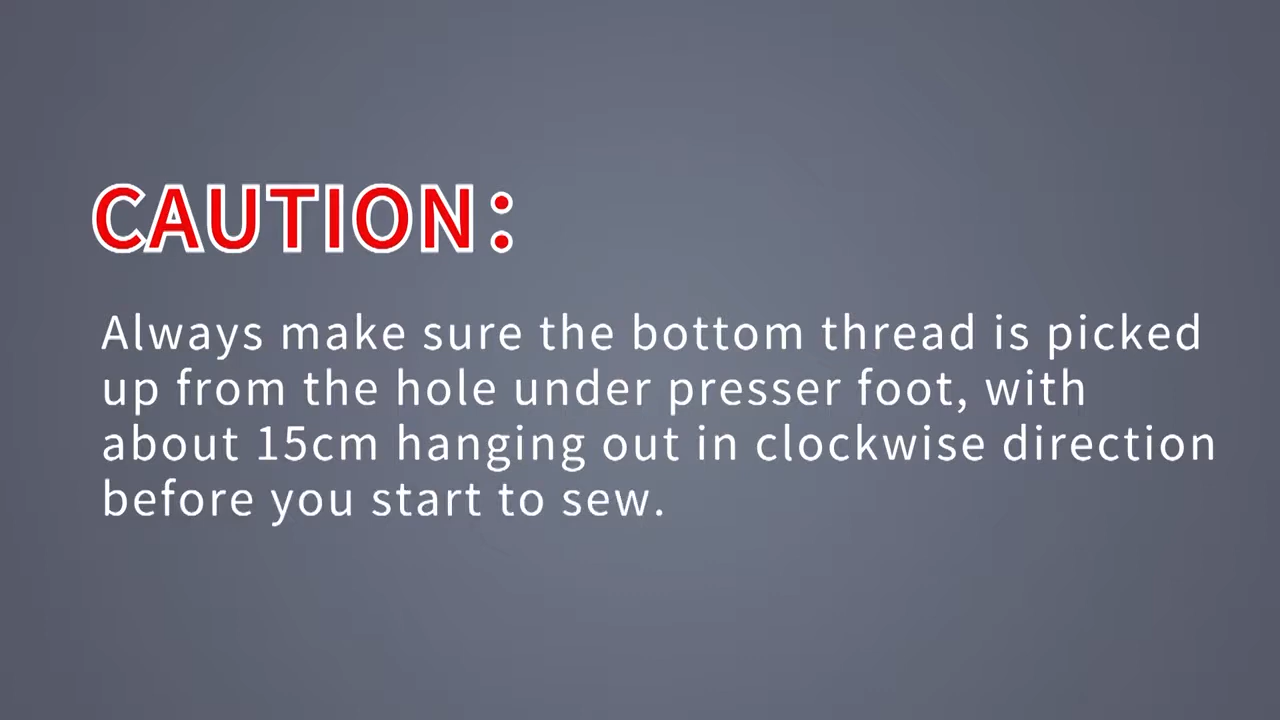 CAUTION:
Always make sure the bottom thread is picked
up from the hole under presser foot, with
about 15cm hanging out in clockwise direction
before you start to sew.